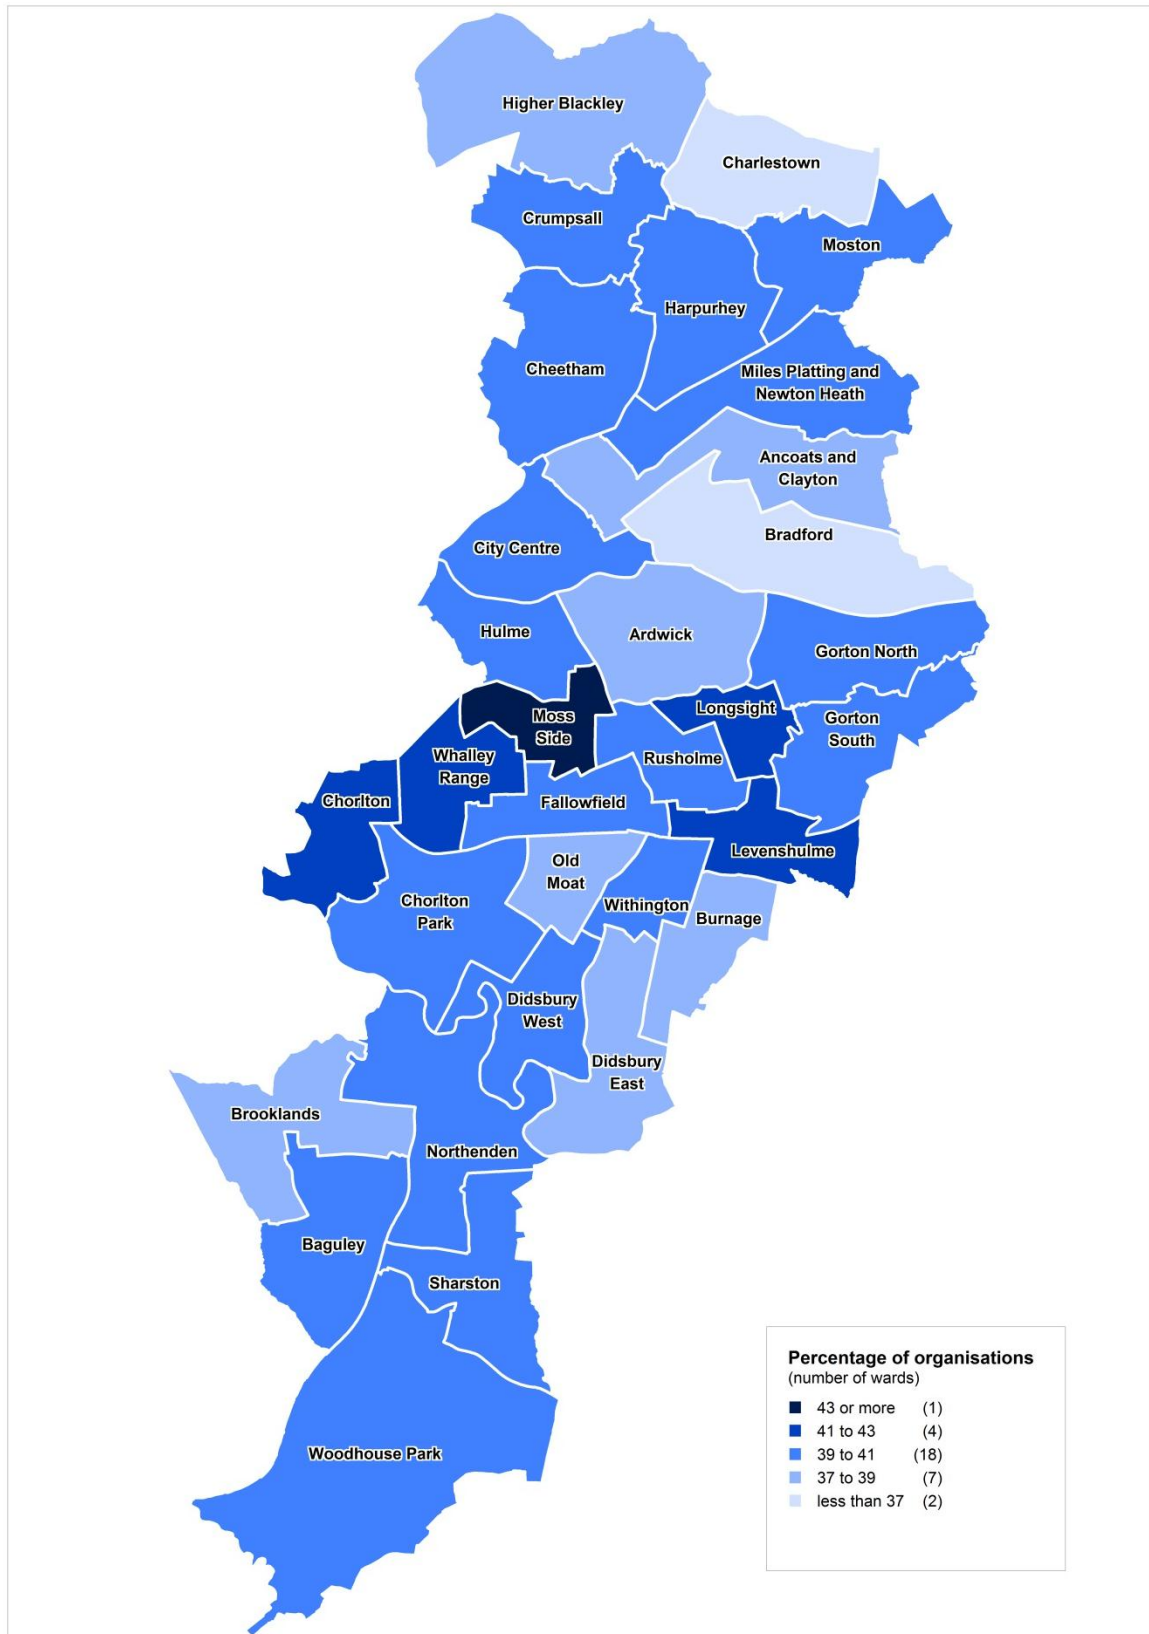 Higher Blackley
Charlestown
Crumpsall
Moston
Harpurhey
Cheetham
Miles Platting and
Newton Heath
Ancoats and
Clayton
Bradford
City Centre
Hulme
Ardwick
Gorton North
Moss
Side
Longsight
Gorton
South
Whalley
Range
Rusholme
Chorlton
Fallowfield
Levenshulme
Old
Moat
Chorlton
Park
Withington
Burnage
Didsbury
West
Didsbury
East
Brooklands
Northenden
Baguley
Sharston
Woodhouse Park
Percentage of organisations
(number of wards)
43 or more (1)
41 to 43 (4)
39 to 41 (18)
37 to 39 (7)
less than 37 (2)